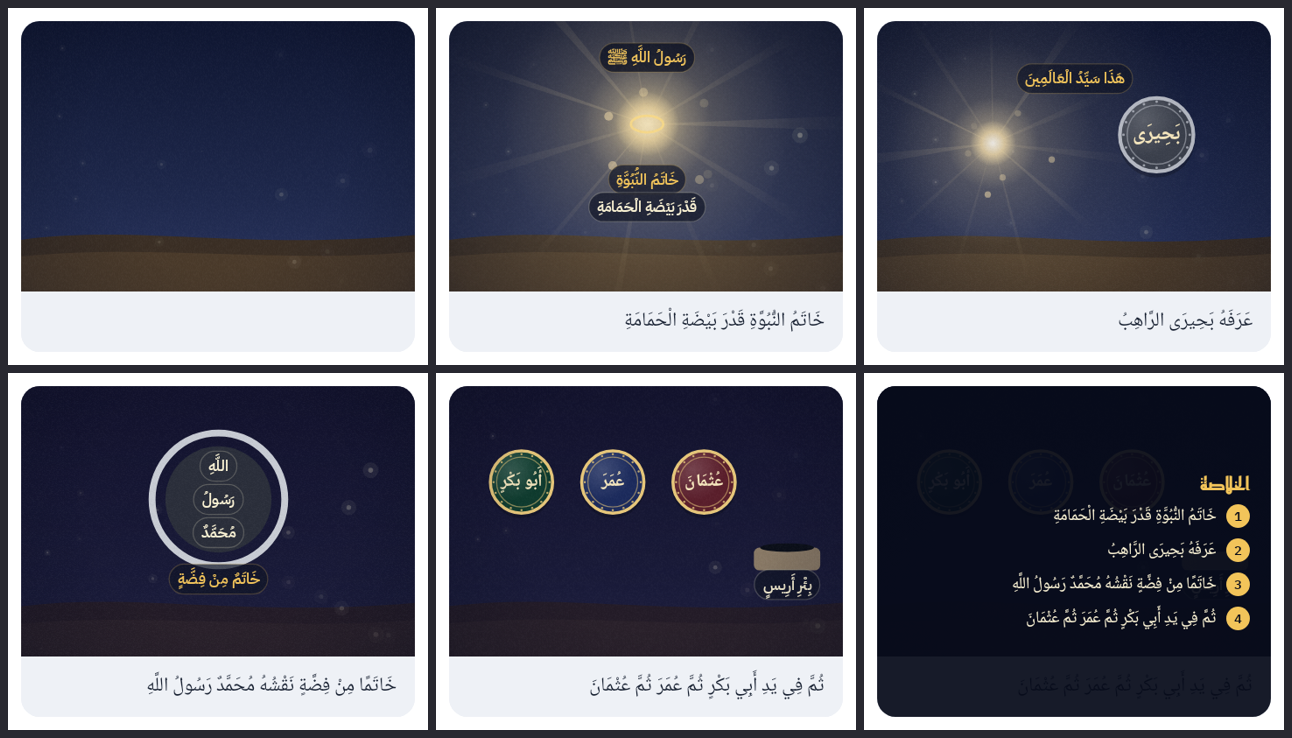 رَسُولُ اللَّهِ ﷺ
خَاتَمُ النُّبُوَّةِ
قَدْرَ بَيْضَةِ الْحَمَامَةِ
خَاتَمُ النُّبُوَّةِ قَدْرَ بَيْضَةِ الْحَمَامَةِ
هَذَا سَيِّدُ الْعَالَمِينَ
بَحِيرَى
عَرَفَهُ بَحِيرَى الرَّاهِبُ
اللَّهِ
رَسُولُ
مُحَمَّدٌ
خَاتَمٌ مِنْ فِضَّةٍ
خَاتَمًا مِنْ فِضَّةٍ نَقْشُهُ مُحَمَّدٌ رَسُولُ اللَّهِ
أَبُو بَكْرٍ
عُمَرَ
عُثْمَانَ
بِئْرِ أَرِيسٍ
ثُمَّ فِي يَدِ أَبِي بَكْرٍ ثُمَّ عُمَرَ ثُمَّ عُثْمَانَ
أَبُو بَكْرٍ
عُمَرَ
عُثْمَانَ
الخلاصة
1 خَاتَمُ النُّبُوَّةِ قَدْرَ بَيْضَةِ الْحَمَامَةِ
2 عَرَفَهُ بَحِيرَى الرَّاهِبُ
3 خَاتَمًا مِنْ فِضَّةٍ نَقْشُهُ مُحَمَّدٌ رَسُولُ اللَّهِ
4 ثُمَّ فِي يَدِ أَبِي بَكْرٍ ثُمَّ عُمَرَ ثُمَّ عُثْمَانَ
ثُمَّ فِي يَدِ أَبِي بَكْرٍ ثُمَّ عُمَرَ ثُمَّ عُثْمَانَ